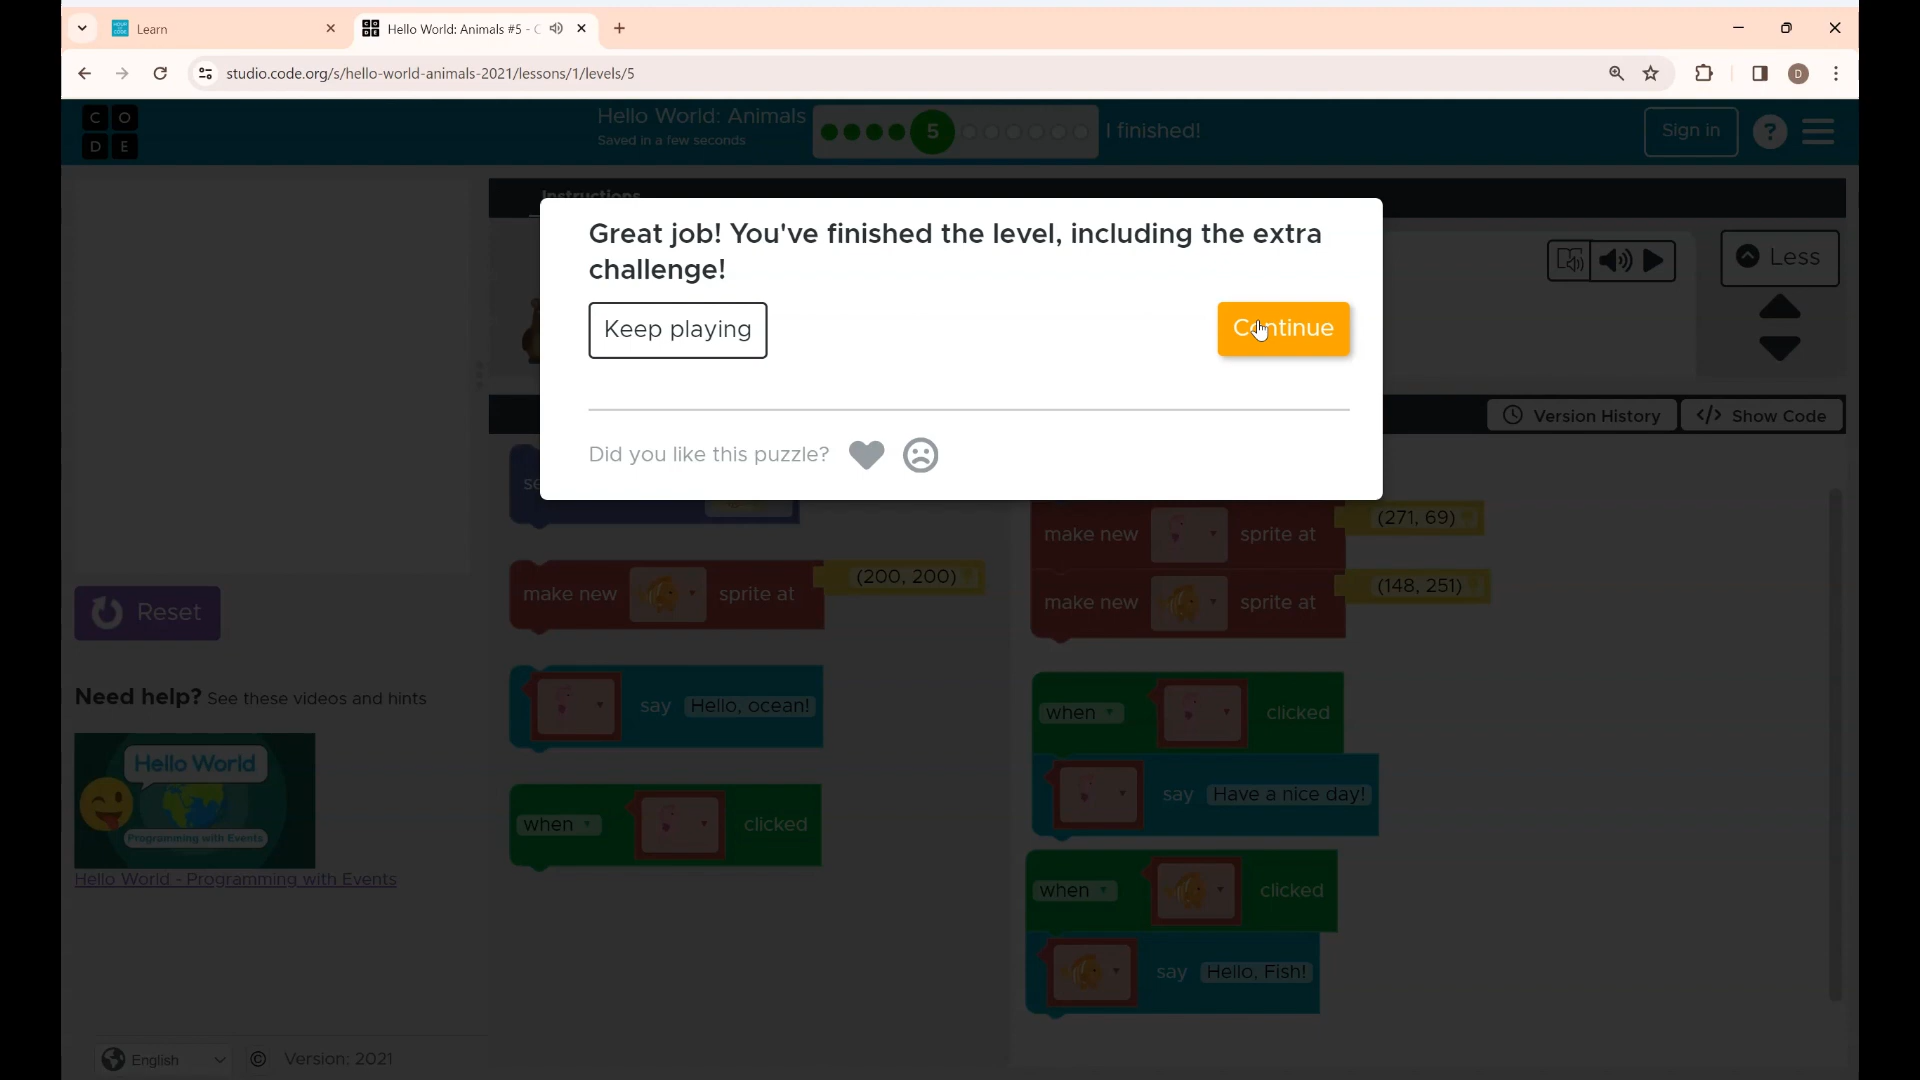 Learn
Hello World: Animals #5 - C
studio.code.org/s/hello-world-animals-2021/lessons/1/levels/5
D
C O
D E
Hello World: Animals
Saved in a few seconds
5
I finished!
Sign in
?
Instructions
Great job! You've finished the level, including the extra
challenge!
Keep playing
Continue
Did you like this puzzle?
Less
Version History
</> Show Code
se
make new sprite at (271, 69)
make new sprite at (200, 200)
make new sprite at (148, 251)
Reset
say Hello, ocean!
when clicked
say Have a nice day!
when clicked
when clicked
say Hello, Fish!
Need help? See these videos and hints
Hello World
Programming with Events
Hello World - Programming with Events
English
© Version: 2021